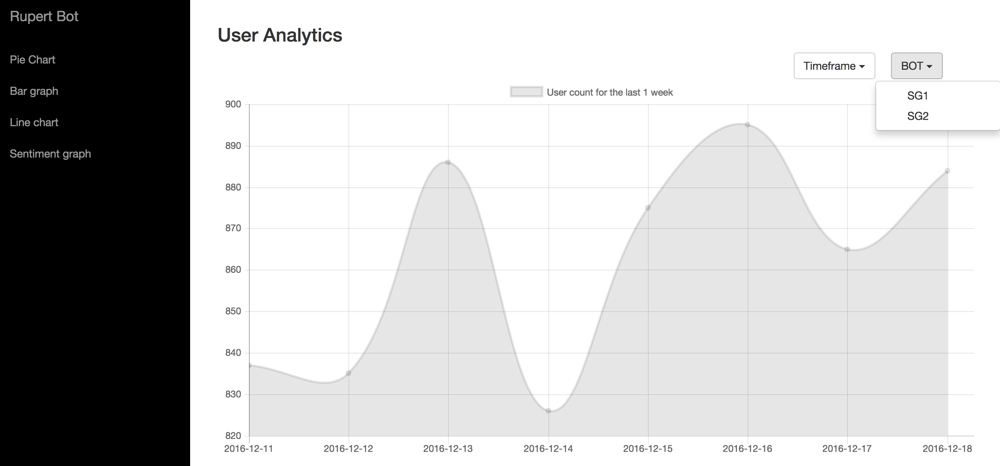 Rupert Bot
Pie Chart
Bar graph
Line chart
Sentiment graph
User Analytics
Timeframe
BOT
SG1
SG2
User count for the last 1 week
900
890
880
870
860
850
840
830
820
2016-12-11
2016-12-12
2016-12-13
2016-12-14
2016-12-15
2016-12-16
2016-12-17
2016-12-18